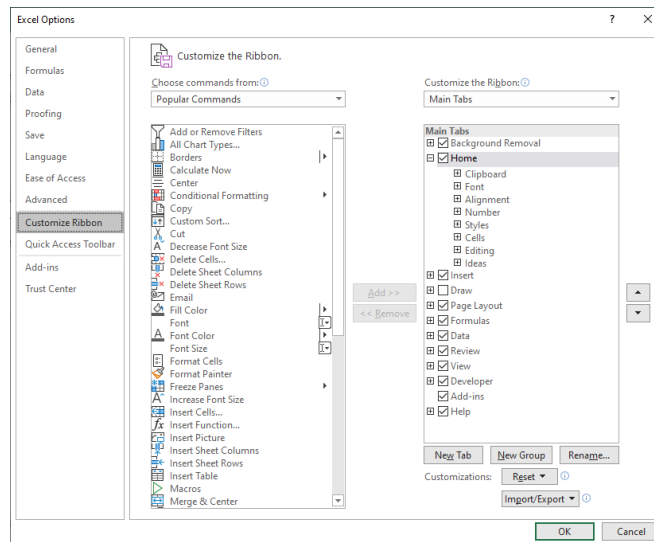 Excel Options
?
General
Formulas
Data
Proofing
Save
Language
Ease of Access
Advanced
Customize Ribbon
Quick Access Toolbar
Add-ins
Trust Center
Customize the Ribbon.
Choose commands from:
Popular Commands
Add or Remove Filters
All Chart Types...
Borders
Calculate Now
Center
Conditional Formatting
Copy
Custom Sort...
Cut
Decrease Font Size
Delete Cells...
Delete Sheet Columns
Delete Sheet Rows
Email
Fill Color
Font
Font Color
Font Size
Format Cells
Format Painter
Freeze Panes
Increase Font Size
Insert Cells...
Insert Function...
Insert Picture
Insert Sheet Columns
Insert Sheet Rows
Insert Table
Macros
Merge & Center
Add >>
<< Remove
Customize the Ribbon:
Main Tabs
Main Tabs
Background Removal
Home
Clipboard
Font
Alignment
Number
Styles
Cells
Editing
Ideas
Insert
Draw
Page Layout
Formulas
Data
Review
View
Developer
Add-ins
Help
New Tab New Group Rename...
Customizations: Reset
Import/Export
OK Cancel